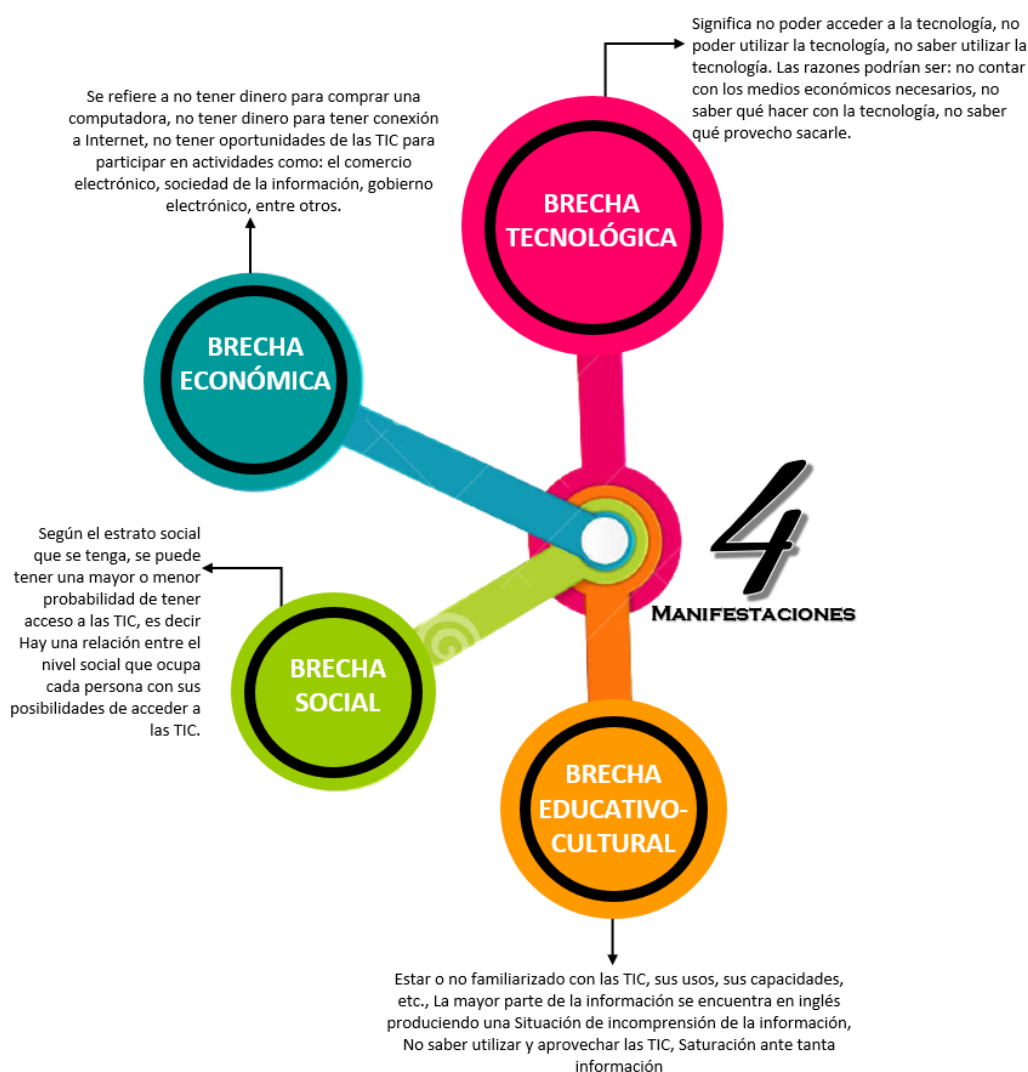 Significa no poder acceder a la tecnología, no
poder utilizar la tecnología, no saber utilizar la
tecnología. Las razones podrían ser: no contar
con los medios económicos necesarios, no
saber qué hacer con la tecnología, no saber
qué provecho sacarle.
BRECHA
TECNOLÓGICA
Se refiere a no tener dinero para comprar una
computadora, no tener dinero para tener conexión
a Internet, no tener oportunidades de las TIC para
participar en actividades como: el comercio
electrónico, sociedad de la información, gobierno
electrónico, entre otros.
BRECHA
ECONÓMICA
4
MANIFESTACIONES
Según el estrato social
que se tenga, se puede
tener una mayor o menor
probabilidad de tener
acceso a las TIC, es decir
Hay una relación entre el
nivel social que ocupa
cada persona con sus
posibilidades de acceder a
las TIC.
BRECHA
SOCIAL
BRECHA
EDUCATIVO-
CULTURAL
Estar o no familiarizado con las TIC, sus usos, sus capacidades,
etc., La mayor parte de la información se encuentra en inglés
produciendo una Situación de incomprensión de la información,
No saber utilizar y aprovechar las TIC, Saturación ante tanta
información